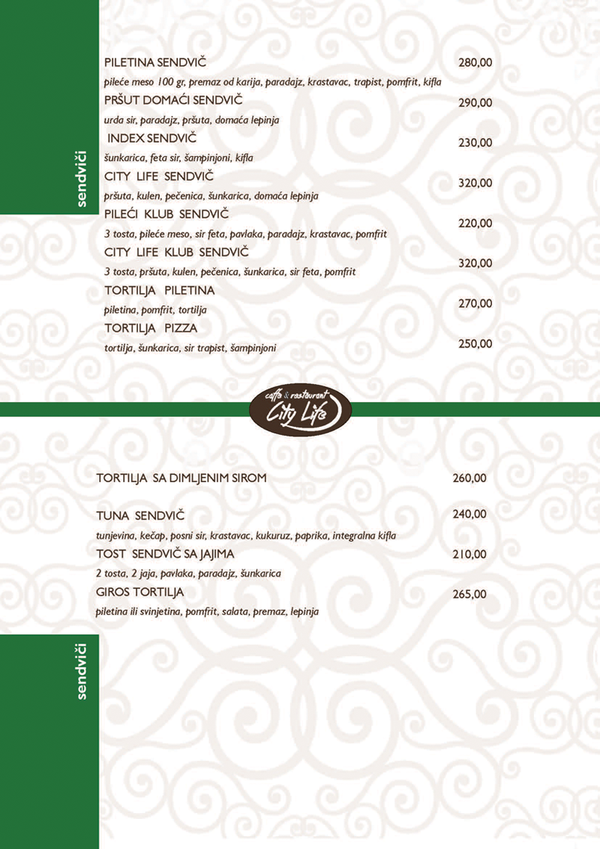 sendviči
PILETINA SENDVIČ 280,00
pileće meso 100 gr, premaz od karija, paradajz, krastavac, trapist, pomfrit, kifla
PRŠUT DOMAĆI SENDVIČ 290,00
urda sir, paradajz, pršuta, domaća lepinja
INDEX SENDVIČ 230,00
šunkarica, feta sir, šampinjoni, kifla
CITY LIFE SENDVIČ 320,00
pršuta, kulen, pečenica, šunkarica, domaća lepinja
PILEĆI KLUB SENDVIČ 220,00
3 tosta, pileće meso, sir feta, pavlaka, paradajz, krastavac, pomfrit
CITY LIFE KLUB SENDVIČ 320,00
3 tosta, pršuta, kulen, pečenica, šunkarica, sir feta, pomfrit
TORTILJA PILETINA 270,00
piletina, pomfrit, tortilja
TORTILJA PIZZA 250,00
tortilja, šunkarica, sir trapist, šampinjoni
caffe & restaurant
City Life
TORTILJA SA DIMLJENIM SIROM 260,00
TUNA SENDVIČ 240,00
tunjevina, kečap, posni sir, krastavac, kukuruz, paprika, integralna kifla
TOST SENDVIČ SA JAJIMA 210,00
2 tosta, 2 jaja, pavlaka, paradajz, šunkarica
GIROS TORTILJA 265,00
piletina ili svinjetina, pomfrit, salata, premaz, lepinja
sendviči